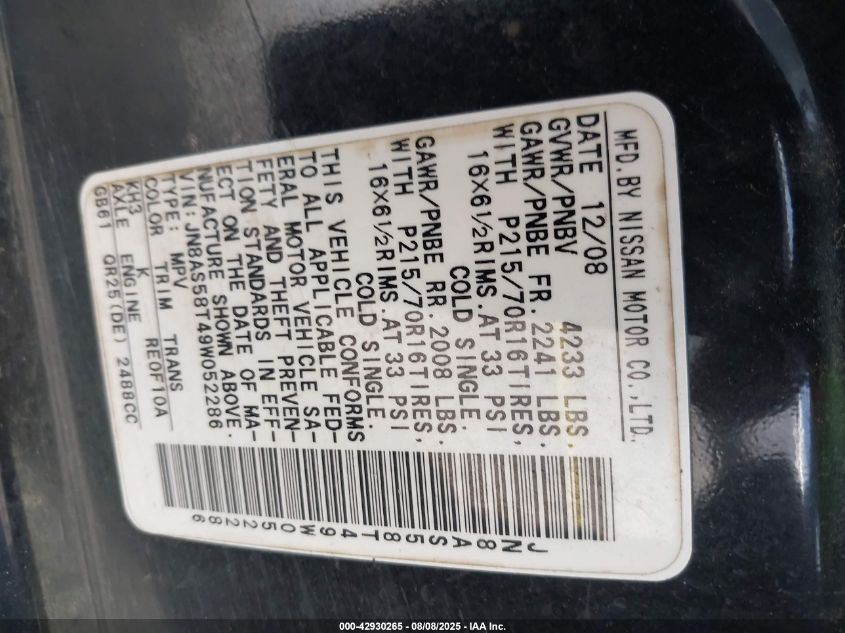 MFD.BY NISSAN MOTOR CO.,LTD.
DATE 12/08
GVWR/PNBV 4233 LBS.
GAWR/PNBE FR. 2241 LBS.
WITH P215/70R16TIRES,
16X6½RIMS.AT 33 PSI
COLD SINGLE.
GAWR/PNBE RR. 2008 LBS.
WITH P215/70R16TIRES,
16X6½RIMS.AT 33 PSI
COLD SINGLE.
THIS VEHICLE CONFORMS
TO ALL APPLICABLE FED-
ERAL MOTOR VEHICLE SA-
FETY AND THEFT PREVEN-
TION STANDARDS IN EFF-
ECT ON THE DATE OF MA-
NUFACTURE SHOWN ABOVE.
VIN: JN8AS58T49W052286
TYPE: MPV
COLOR TRIM TRANS
KH3 K RE0F10A
AXLE ENGINE
GB61 QR25(DE) 2488CC
JN8AS58T49W052286
000-42930265 - 08/08/2025 - IAA Inc.